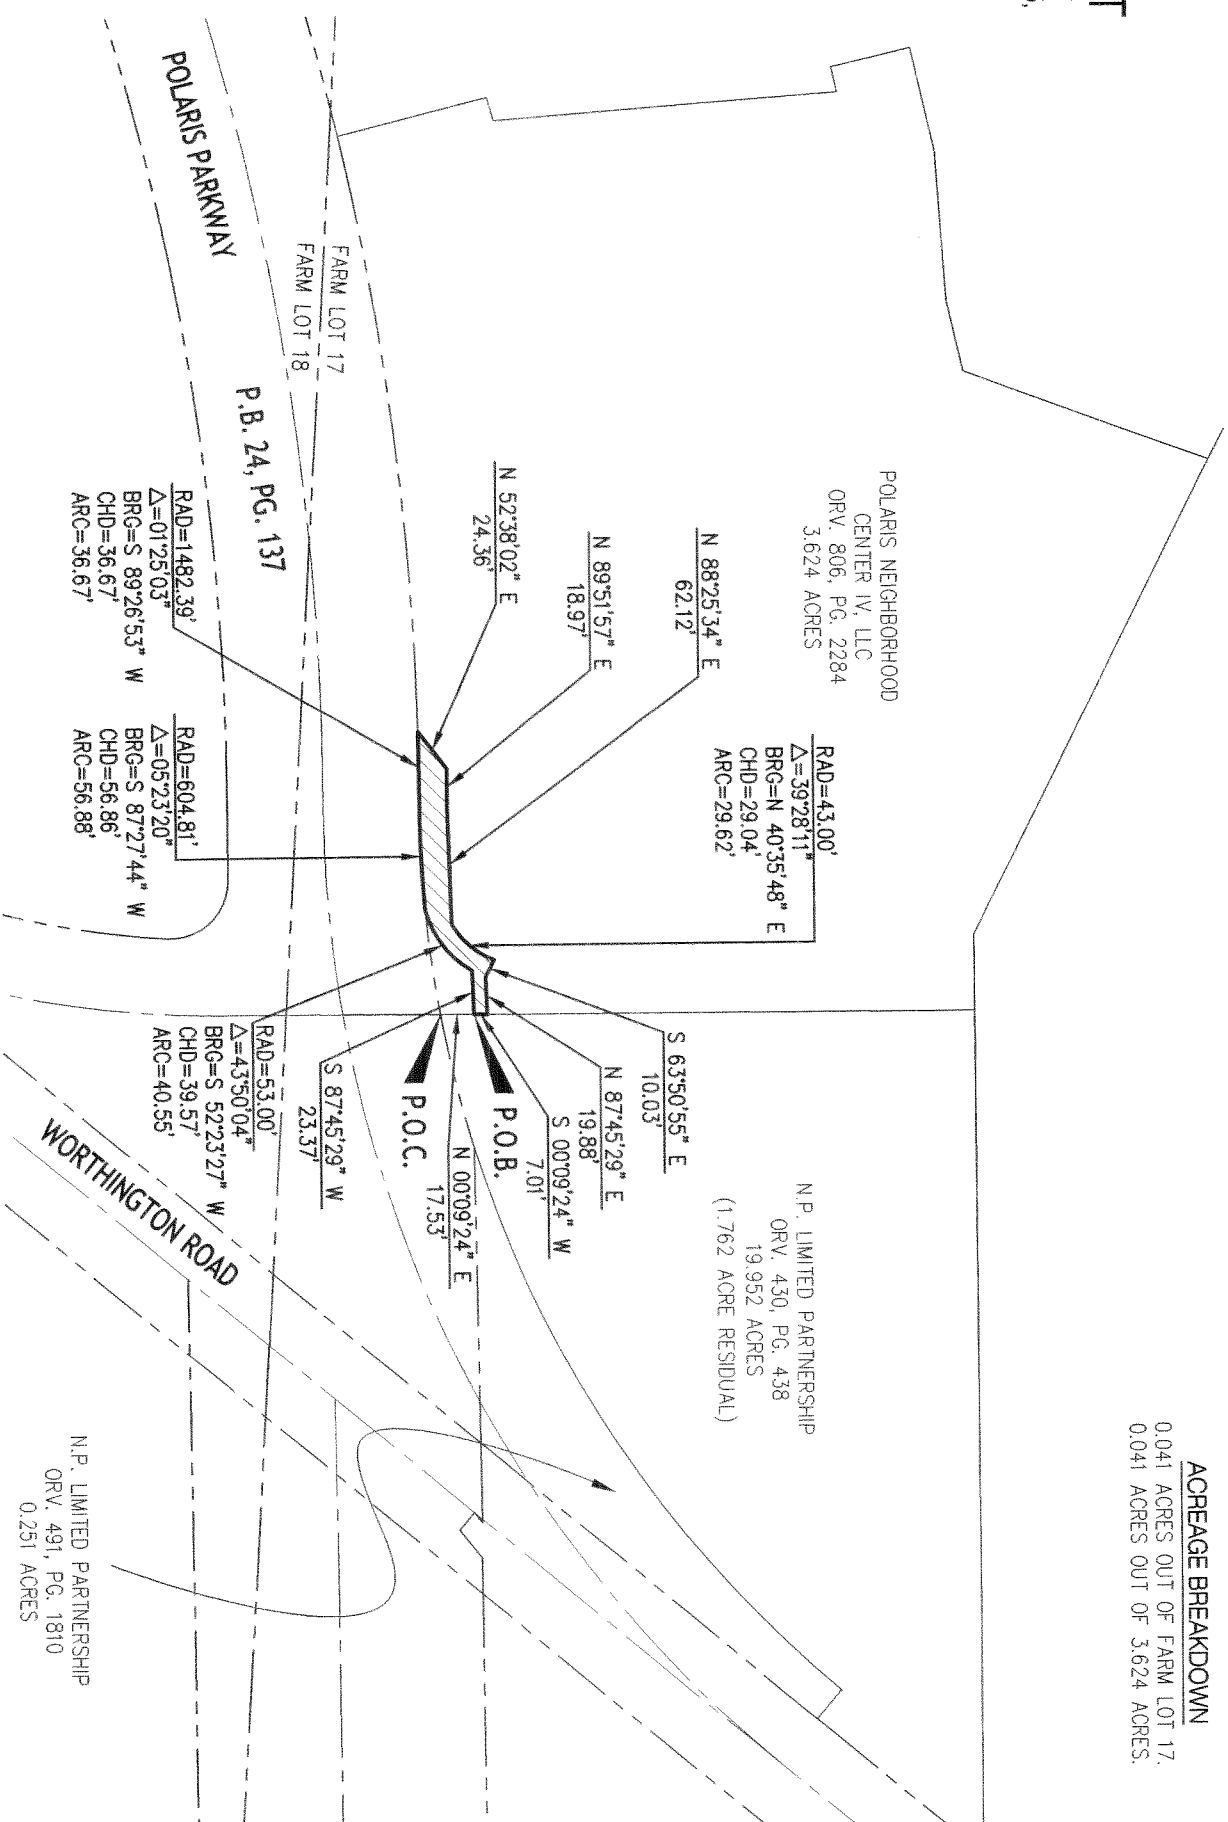 ACREAGE BREAKDOWN
0.041 ACRES OUT OF FARM LOT 17.
0.041 ACRES OUT OF 3.624 ACRES.
POLARIS NEIGHBORHOOD
CENTER IV, LLC
ORV. 806, PG. 2284
3.624 ACRES
RAD=43.00'
Δ=39°28'11"
BRG=N 40°35'48" E
CHD=29.04'
ARC=29.62'
N 88°25'34" E
62.12'
N 89°51'57" E
18.97'
N 52°38'02" E
24.36'
S 63°50'55" E
10.03'
N 87°45'29" E
19.88'
S 00°09'24" W
7.01'
P.O.B.
N 00°09'24" E
17.53'
P.O.C.
S 87°45'29" W
23.37'
N.P. LIMITED PARTNERSHIP
ORV. 430, PG. 438
19.952 ACRES
(1.762 ACRE RESIDUAL)
FARM LOT 17
FARM LOT 18
POLARIS PARKWAY
P.B. 24, PG. 137
RAD=1482.39'
Δ=01°25'03"
BRG=S 89°26'53" W
CHD=36.67'
ARC=36.67'
RAD=604.81'
Δ=05°23'20"
BRG=S 87°27'44" W
CHD=56.86'
ARC=56.88'
RAD=53.00'
Δ=43°50'04"
BRG=S 52°23'27" W
CHD=39.57'
ARC=40.55'
WORTHINGTON ROAD
N.P. LIMITED PARTNERSHIP
ORV. 491, PG. 1810
0.251 ACRES